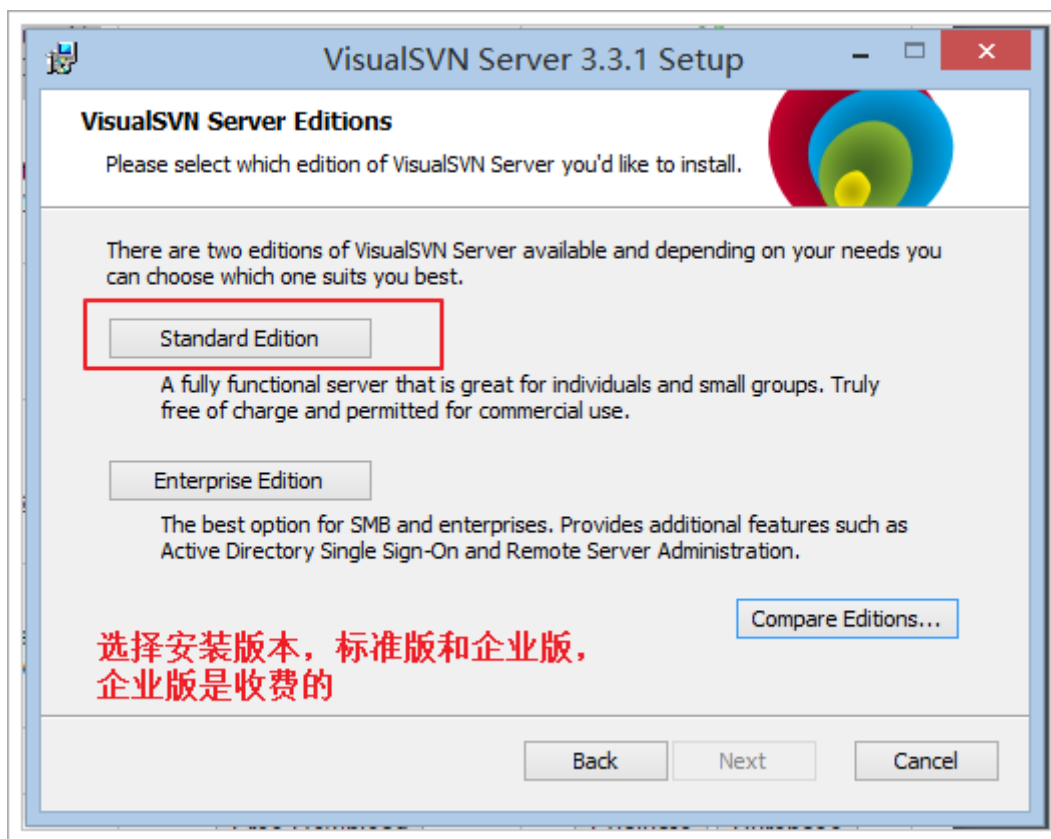 VisualSVN Server 3.3.1 Setup
VisualSVN Server Editions
Please select which edition of VisualSVN Server you'd like to install.
There are two editions of VisualSVN Server available and depending on your needs you
can choose which one suits you best.
Standard Edition
A fully functional server that is great for individuals and small groups. Truly
free of charge and permitted for commercial use.
Enterprise Edition
The best option for SMB and enterprises. Provides additional features such as
Active Directory Single Sign-On and Remote Server Administration.
Compare Editions...
选择安装版本，标准版和企业版，
企业版是收费的
Back
Next
Cancel